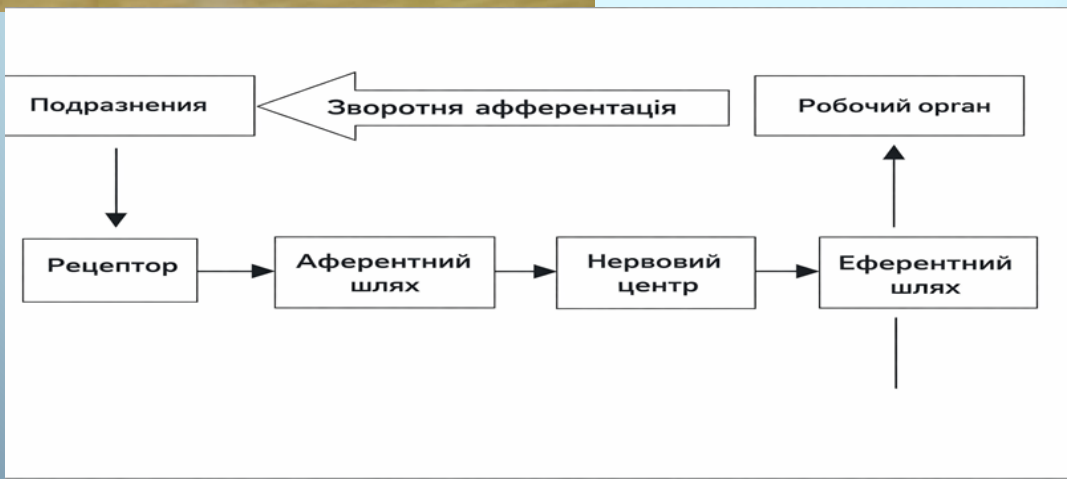 Подразнения
Зворотня афферентація
Робочий орган
Рецептор
Аферентний
шлях
Нервовий
центр
Еферентний
шлях